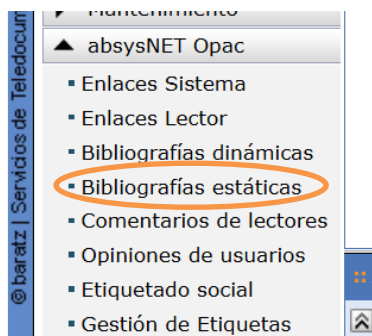 Mantenimiento
absysNET Opac
Enlaces Sistema
Enlaces Lector
Bibliografías dinámicas
Bibliografías estáticas
Comentarios de lectores
Opiniones de usuarios
Etiquetado social
Gestión de Etiquetas
© baratz | Servicios de Teledocum